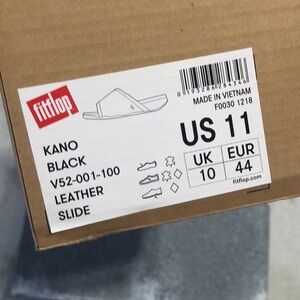 fitflop
MADE IN VIETNAM
F0030 1218
KANO
BLACK
V52-001-100
LEATHER
SLIDE
US 11
UK EUR
10 44
fitflop.com